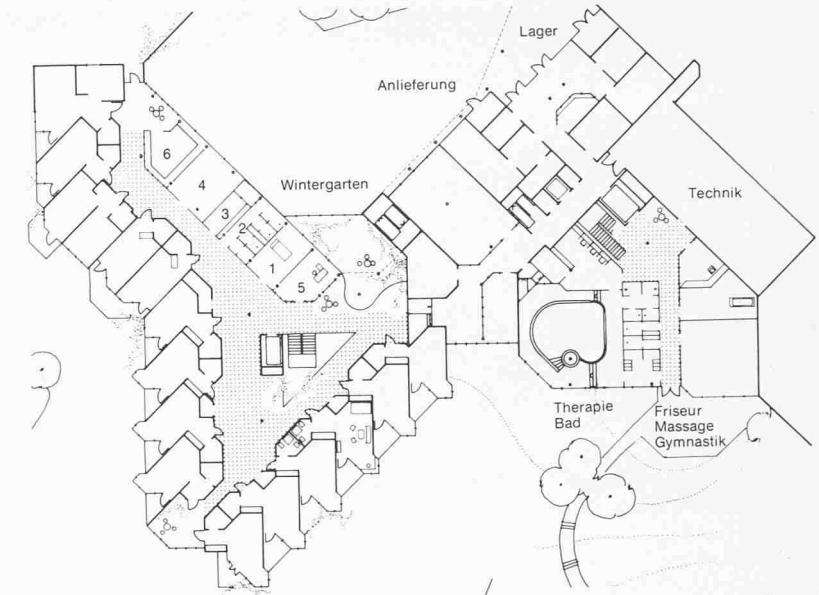 Lager
Anlieferung
Wintergarten
Technik
6
4
3
2
1
5
Therapie
Bad
Friseur
Massage
Gymnastik